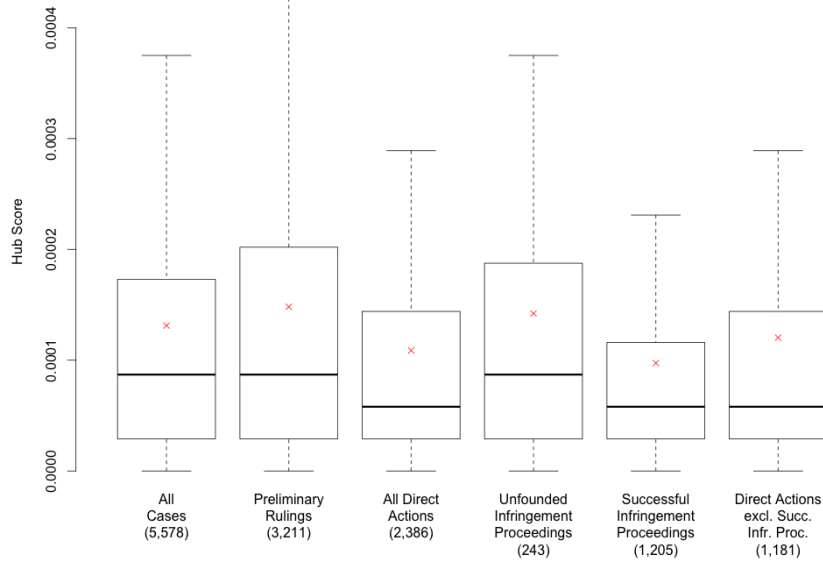 0.0004
0.0003
0.0002
0.0001
0.0000
Hub Score
All
Cases
(5,578)
Preliminary
Rulings
(3,211)
All Direct
Actions
(2,386)
Unfounded
Infringement
Proceedings
(243)
Successful
Infringement
Proceedings
(1,205)
Direct Actions
excl. Succ.
Infr. Proc.
(1,181)